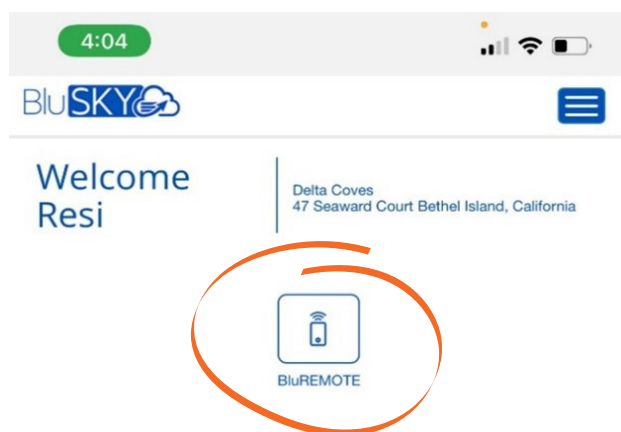 4:04
BluSKY
Welcome
Resi
Delta Coves
47 Seaward Court Bethel Island, California
BluREMOTE